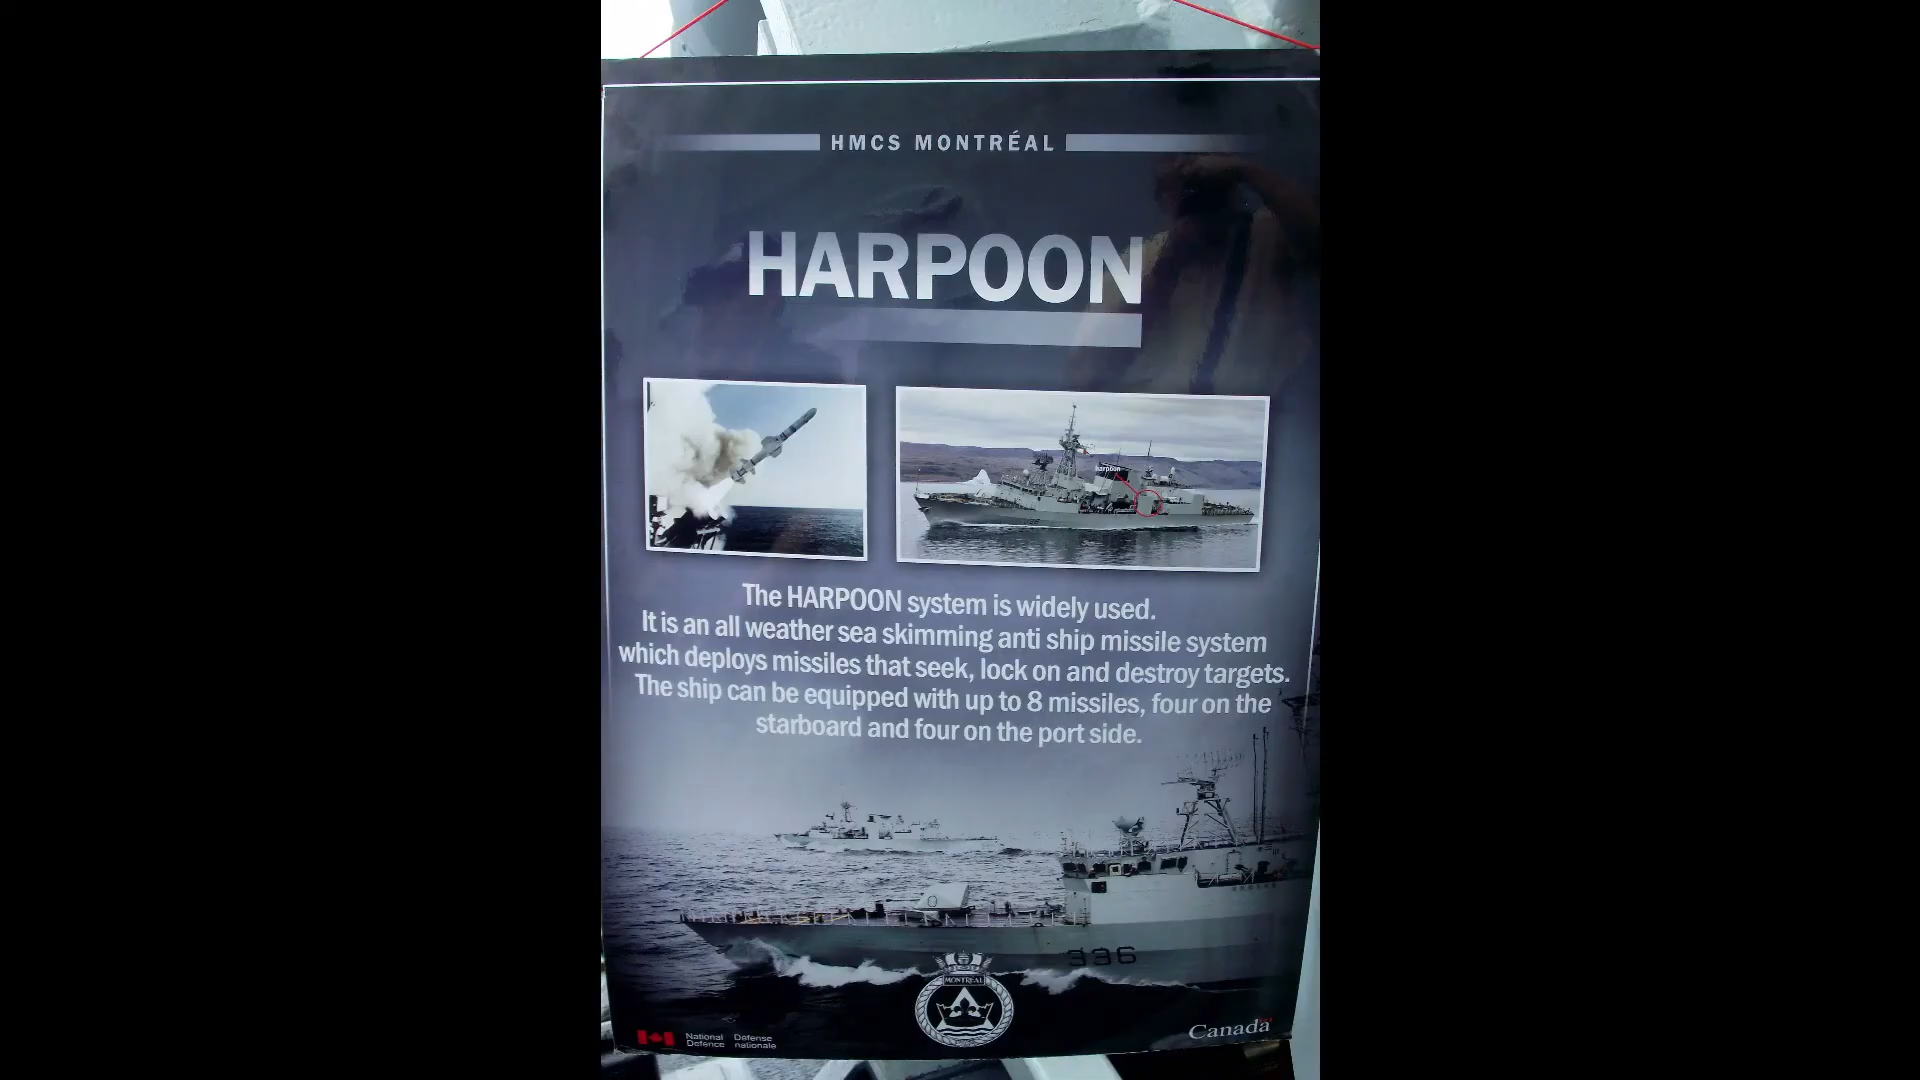 HMCS MONTRÉAL
HARPOON
harpoon
The HARPOON system is widely used.
It is an all weather sea skimming anti ship missile system
which deploys missiles that seek, lock on and destroy targets.
The ship can be equipped with up to 8 missiles, four on the
starboard and four on the port side.
336
MONTREAL
National Défense
Defence nationale
Canada